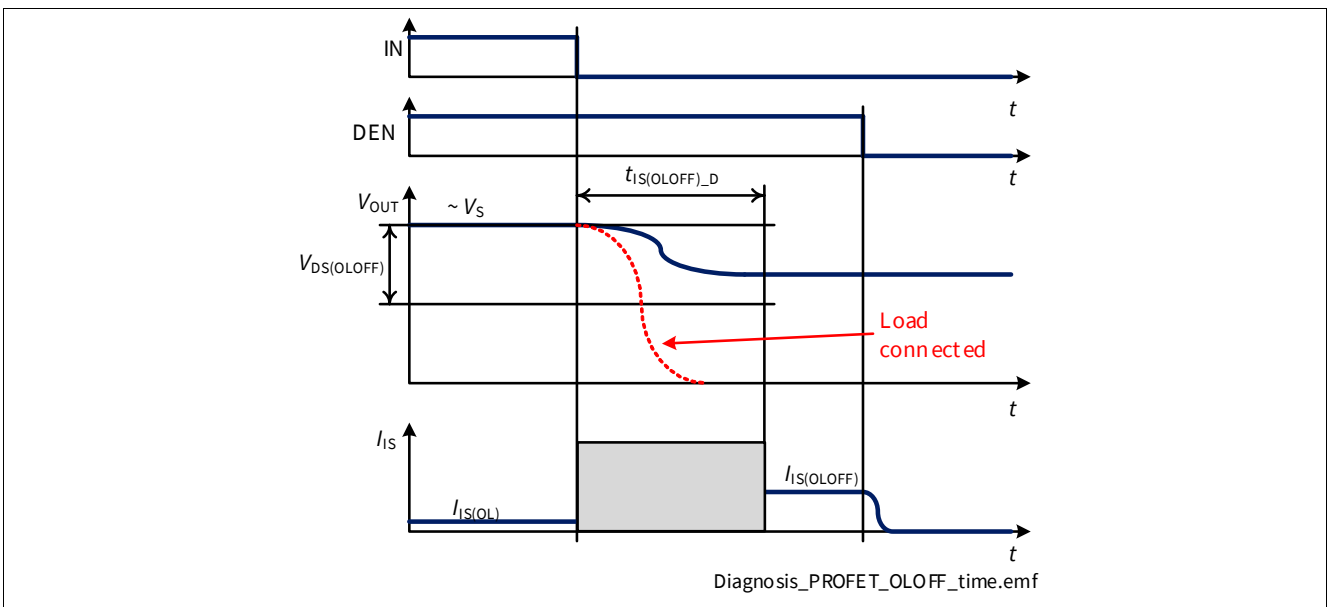 IN
t
DEN
t
tIS(OLOFF)_D
VOUT
~ VS
VDS(OLOFF)
Load
connected
t
IIS
IIS(OLOFF)
IIS(OL)
t
Diagnosis_PROFET_OLOFF_time.emf